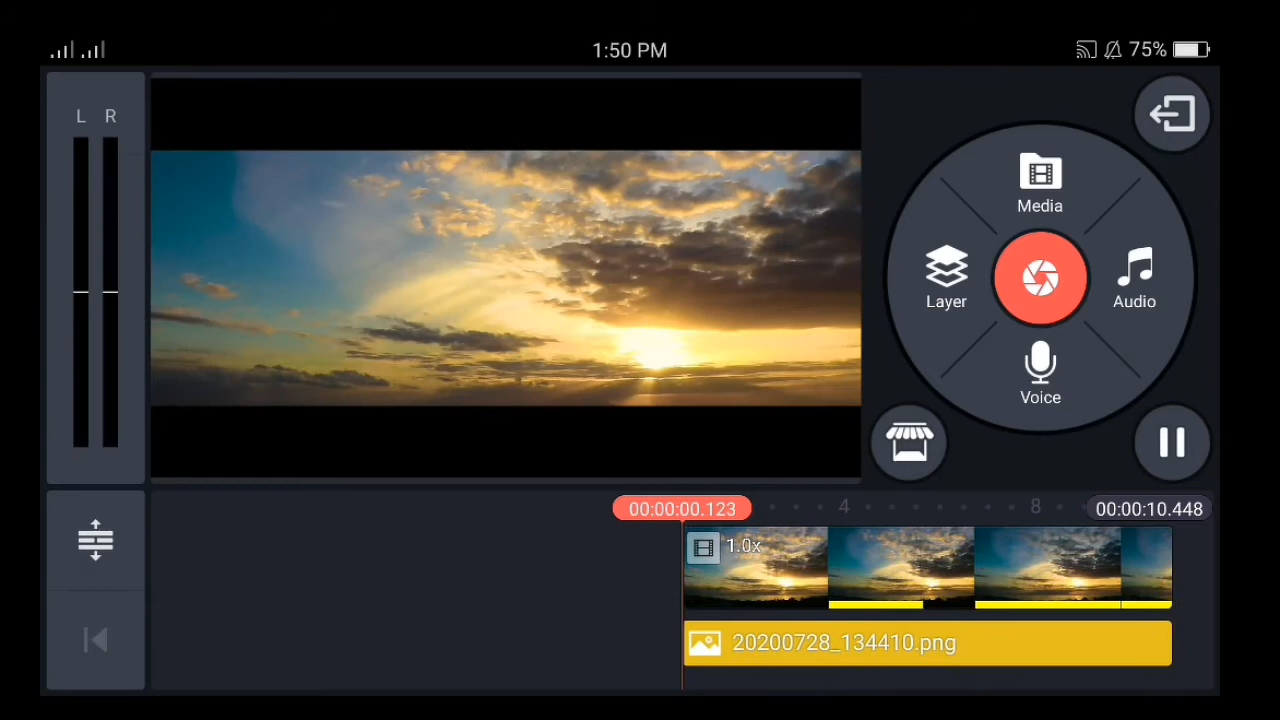 1:50 PM
75%
L R
Media
Layer
Audio
Voice
00:00:00.123
4
8
00:00:10.448
1.0x
20200728_134410.png